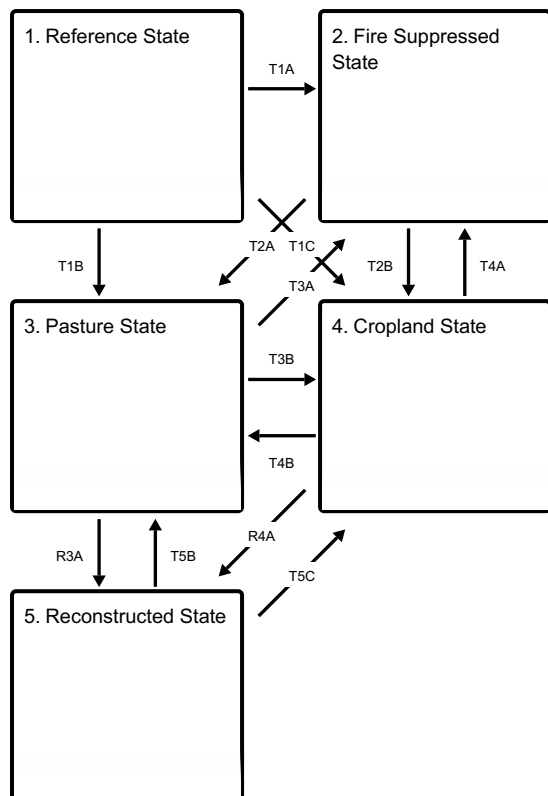 1. Reference State
2. Fire Suppressed
State
T1A
T2A
T1C
T1B
T3A
T2B
T4A
3. Pasture State
4. Cropland State
T3B
T4B
R3A
T5B
R4A
T5C
5. Reconstructed State